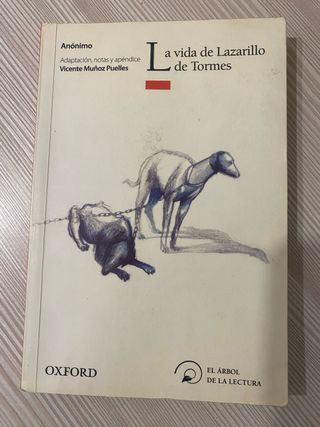 Anónimo
Adaptación, notas y apéndice
Vicente Muñoz Puelles
La vida de Lazarillo
de Tormes
OXFORD
EL ÁRBOL
DE LA LECTURA